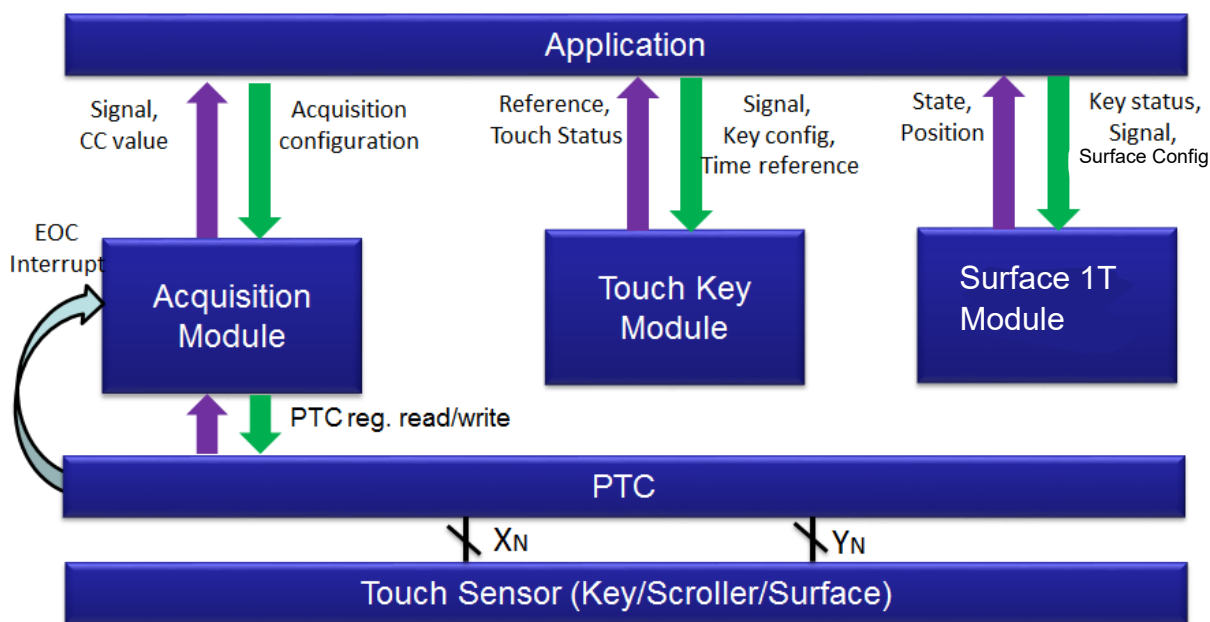 Application
Signal,
CC value
Acquisition
configuration
Reference,
Touch Status
Signal,
Key config,
Time reference
State,
Position
Key status,
Signal,
Surface Config
EOC
Interrupt
Acquisition
Module
Touch Key
Module
Surface 1T
Module
PTC reg. read/write
PTC
XN
YN
Touch Sensor (Key/Scroller/Surface)